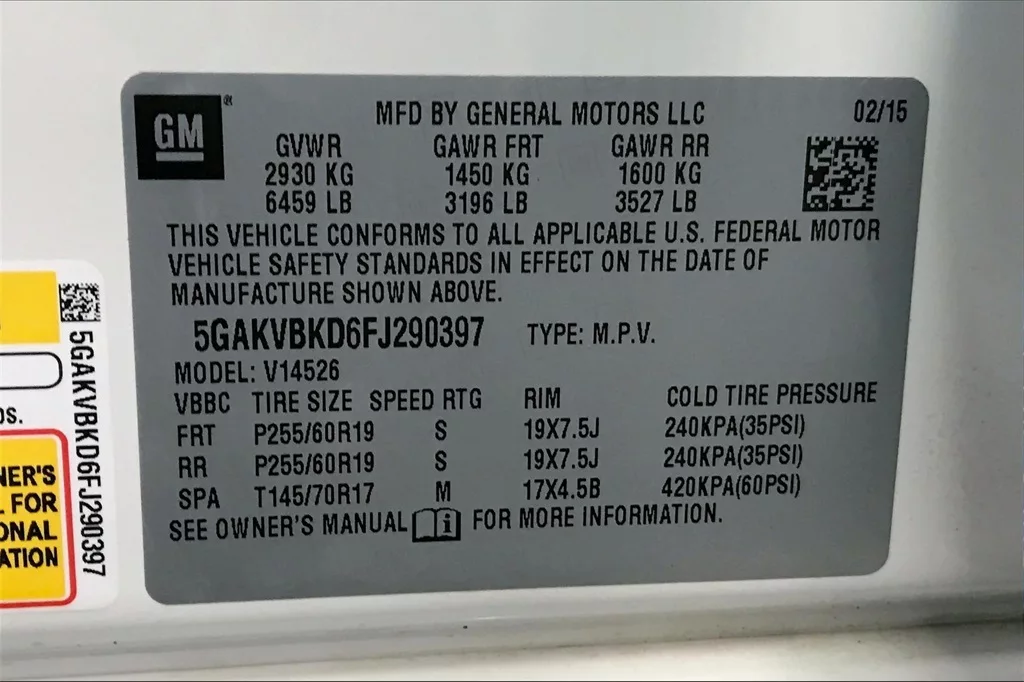 GM ®
MFD BY GENERAL MOTORS LLC 02/15
GVWR GAWR FRT GAWR RR
2930 KG 1450 KG 1600 KG
6459 LB 3196 LB 3527 LB
THIS VEHICLE CONFORMS TO ALL APPLICABLE U.S. FEDERAL MOTOR
VEHICLE SAFETY STANDARDS IN EFFECT ON THE DATE OF
MANUFACTURE SHOWN ABOVE.
5GAKVBKD6FJ290397 TYPE: M.P.V.
MODEL: V14526
VBBC TIRE SIZE SPEED RTG RIM COLD TIRE PRESSURE
FRT P255/60R19 S 19X7.5J 240KPA(35PSI)
RR P255/60R19 S 19X7.5J 240KPA(35PSI)
SPA T145/70R17 M 17X4.5B 420KPA(60PSI)
SEE OWNER'S MANUAL i FOR MORE INFORMATION.
5GAKVBKD6FJ290397
FOR